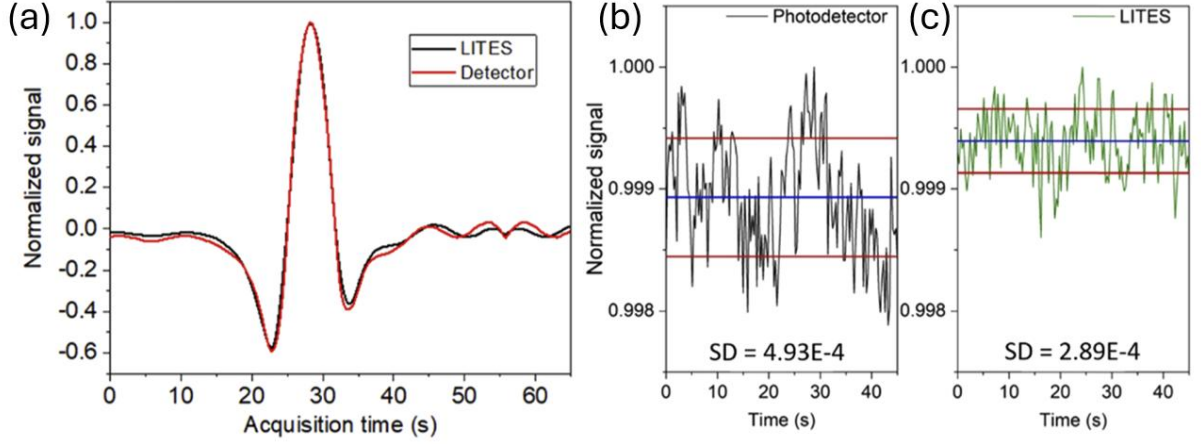 (a)
LITES
Detector
Normalized signal
1.0
0.8
0.6
0.4
0.2
0.0
-0.2
-0.4
-0.6
0 10 20 30 40 50 60
Acquisition time (s)
(b)
Photodetector
Normalized signal
1.000
0.999
0.998
SD = 4.93E-4
0 10 20 30 40
Time (s)
(c)
LITES
1.000
0.999
0.998
SD = 2.89E-4
0 10 20 30 40
Time (s)